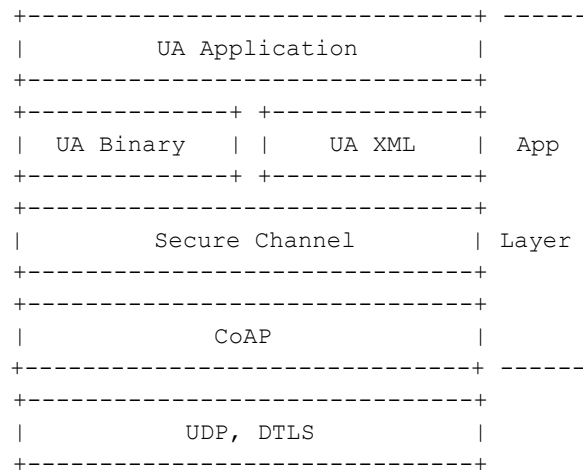 +-------------------------------+ ------
|         UA Application        |
+-------------------------------+
+--------------+ +--------------+
|  UA Binary   | |    UA XML    |  App
+--------------+ +--------------+
+-------------------------------+
|         Secure Channel        | Layer
+-------------------------------+
+-------------------------------+
|             CoAP              |
+-------------------------------+ ------
+-------------------------------+
|           UDP, DTLS           |
+-------------------------------+